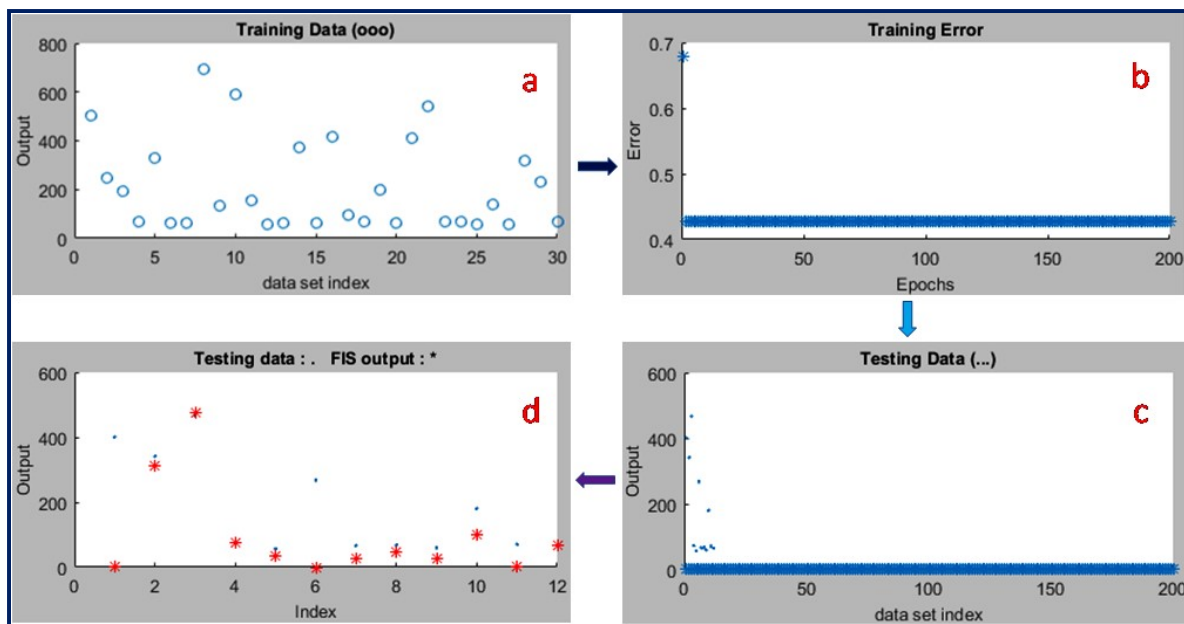 Training Data (ooo)
a
800
600
400
200
0
Output
0 5 10 15 20 25 30
data set index
Training Error
b
0.7
0.6
0.5
0.4
Error
0 50 100 150 200
Epochs
Testing data : . FIS output : *
d
600
400
200
0
Output
0 2 4 6 8 10 12
Index
Testing Data (...)
c
600
400
200
0
Output
0 50 100 150 200
data set index